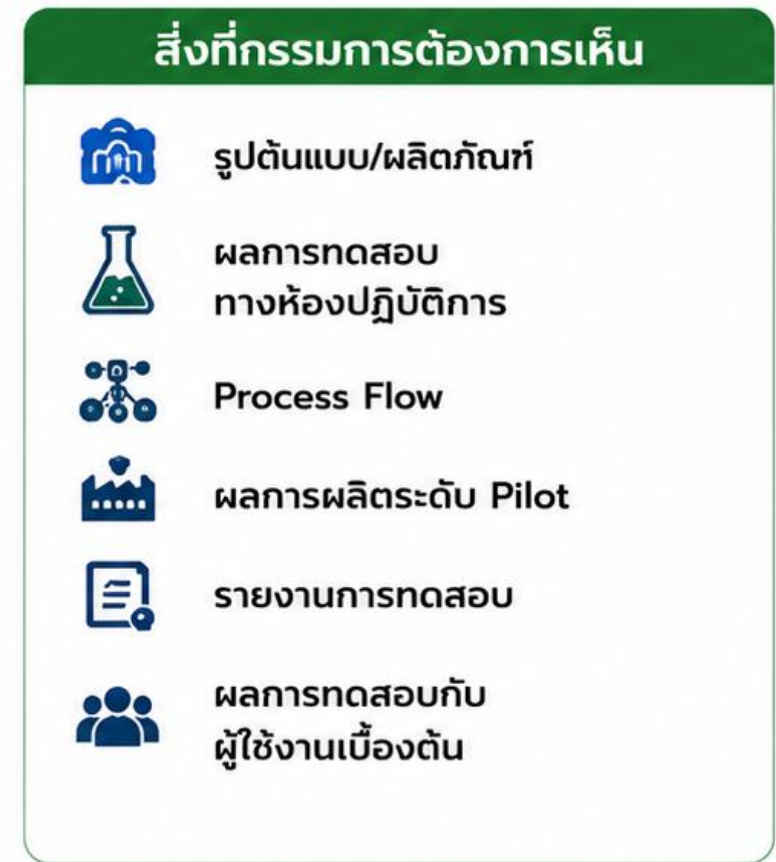 สิ่งที่กรรมการต้องการเห็น
รูปต้นแบบ/ผลิตภัณฑ์
ผลการทดสอบ
ทางห้องปฏิบัติการ
Process Flow
ผลการผลิตระดับ Pilot
รายงานการทดสอบ
ผลการทดสอบกับ
ผู้ใช้งานเบื้องต้น